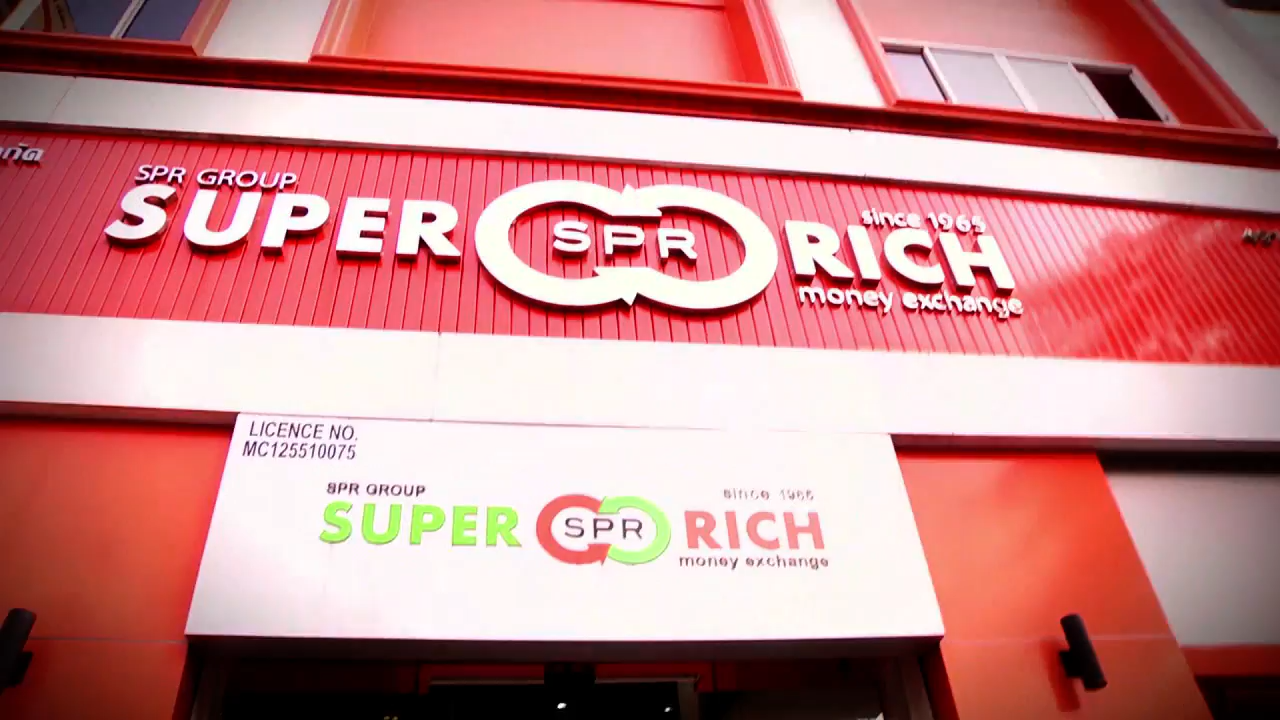 SPR GROUP
SUPER SPR RICH
since 1965
money exchange
LICENCE NO.
MC125510075
SPR GROUP
SUPER SPR RICH
since 1965
money exchange